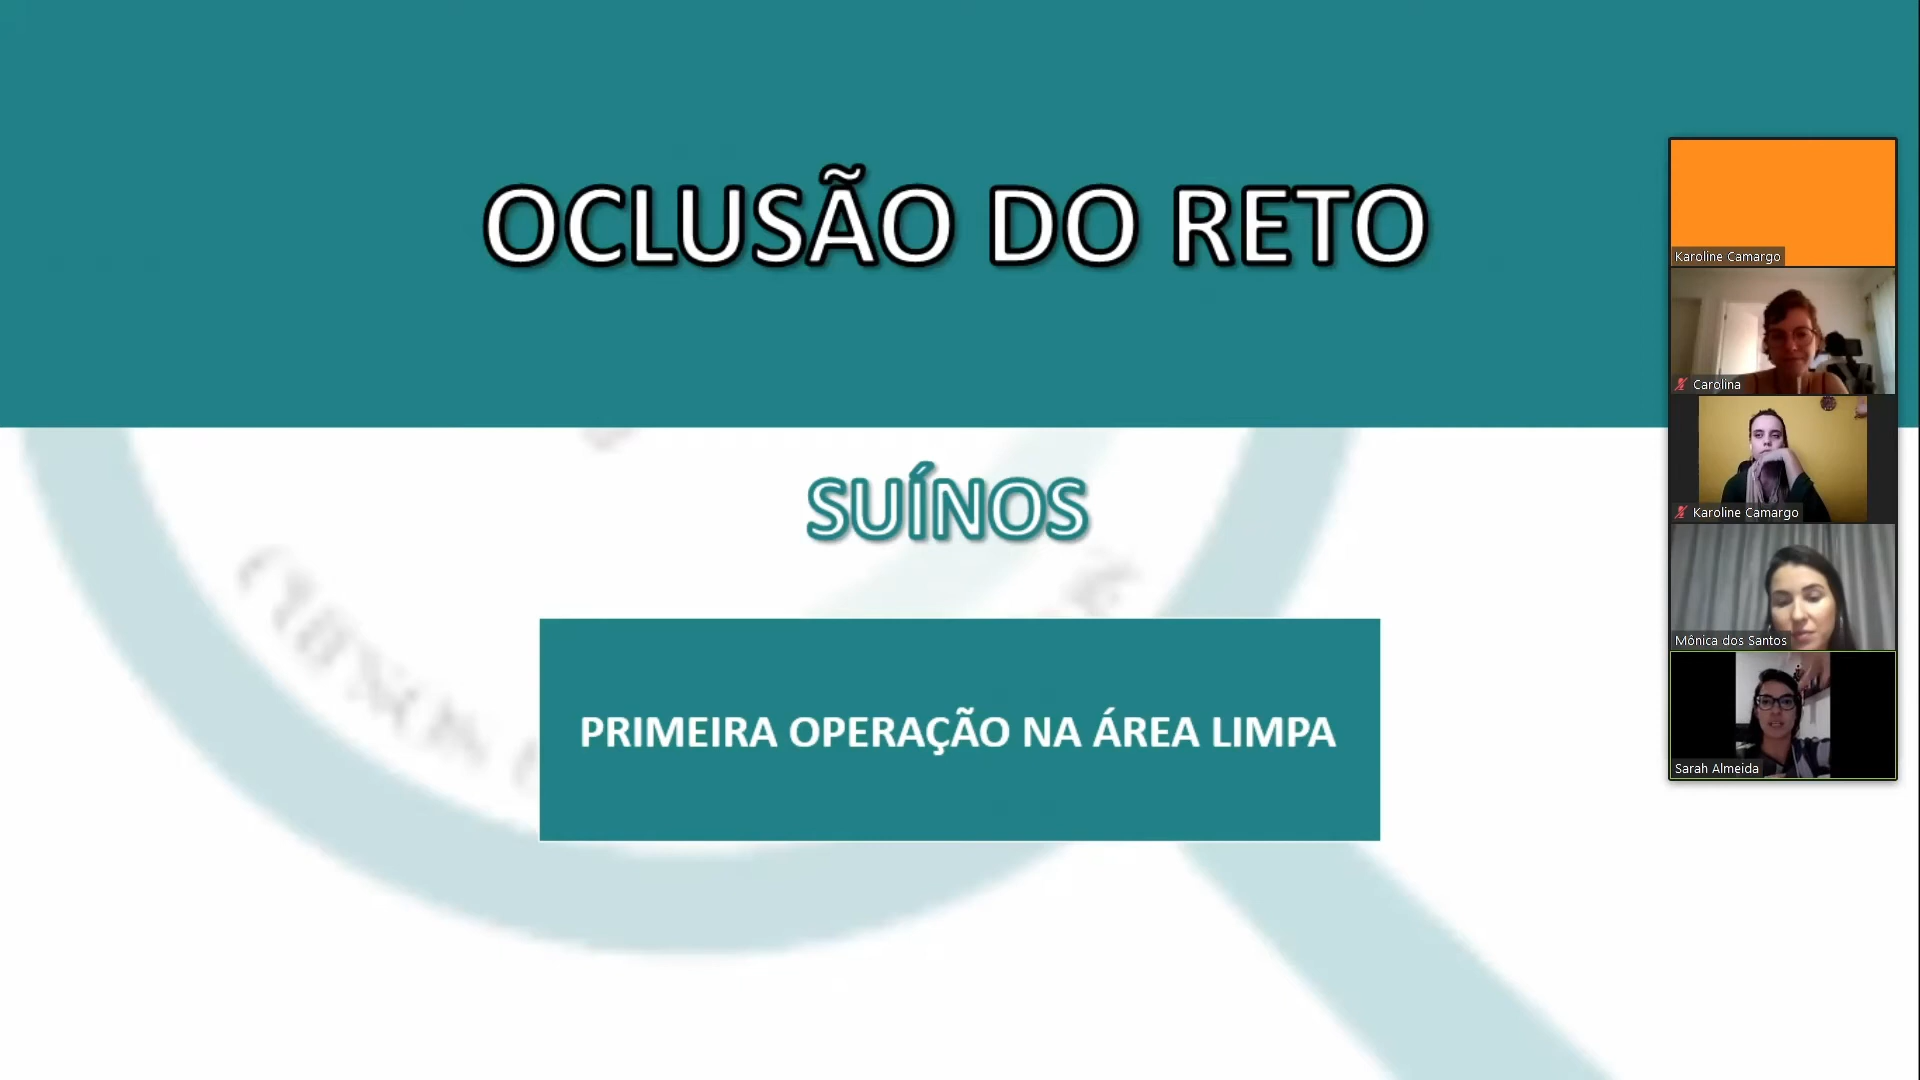 OCLUSÃO DO RETO
SUÍNOS
PRIMEIRA OPERAÇÃO NA ÁREA LIMPA
Karoline Camargo
Carolina
Karoline Camargo
Mônica dos Santos
Sarah Almeida